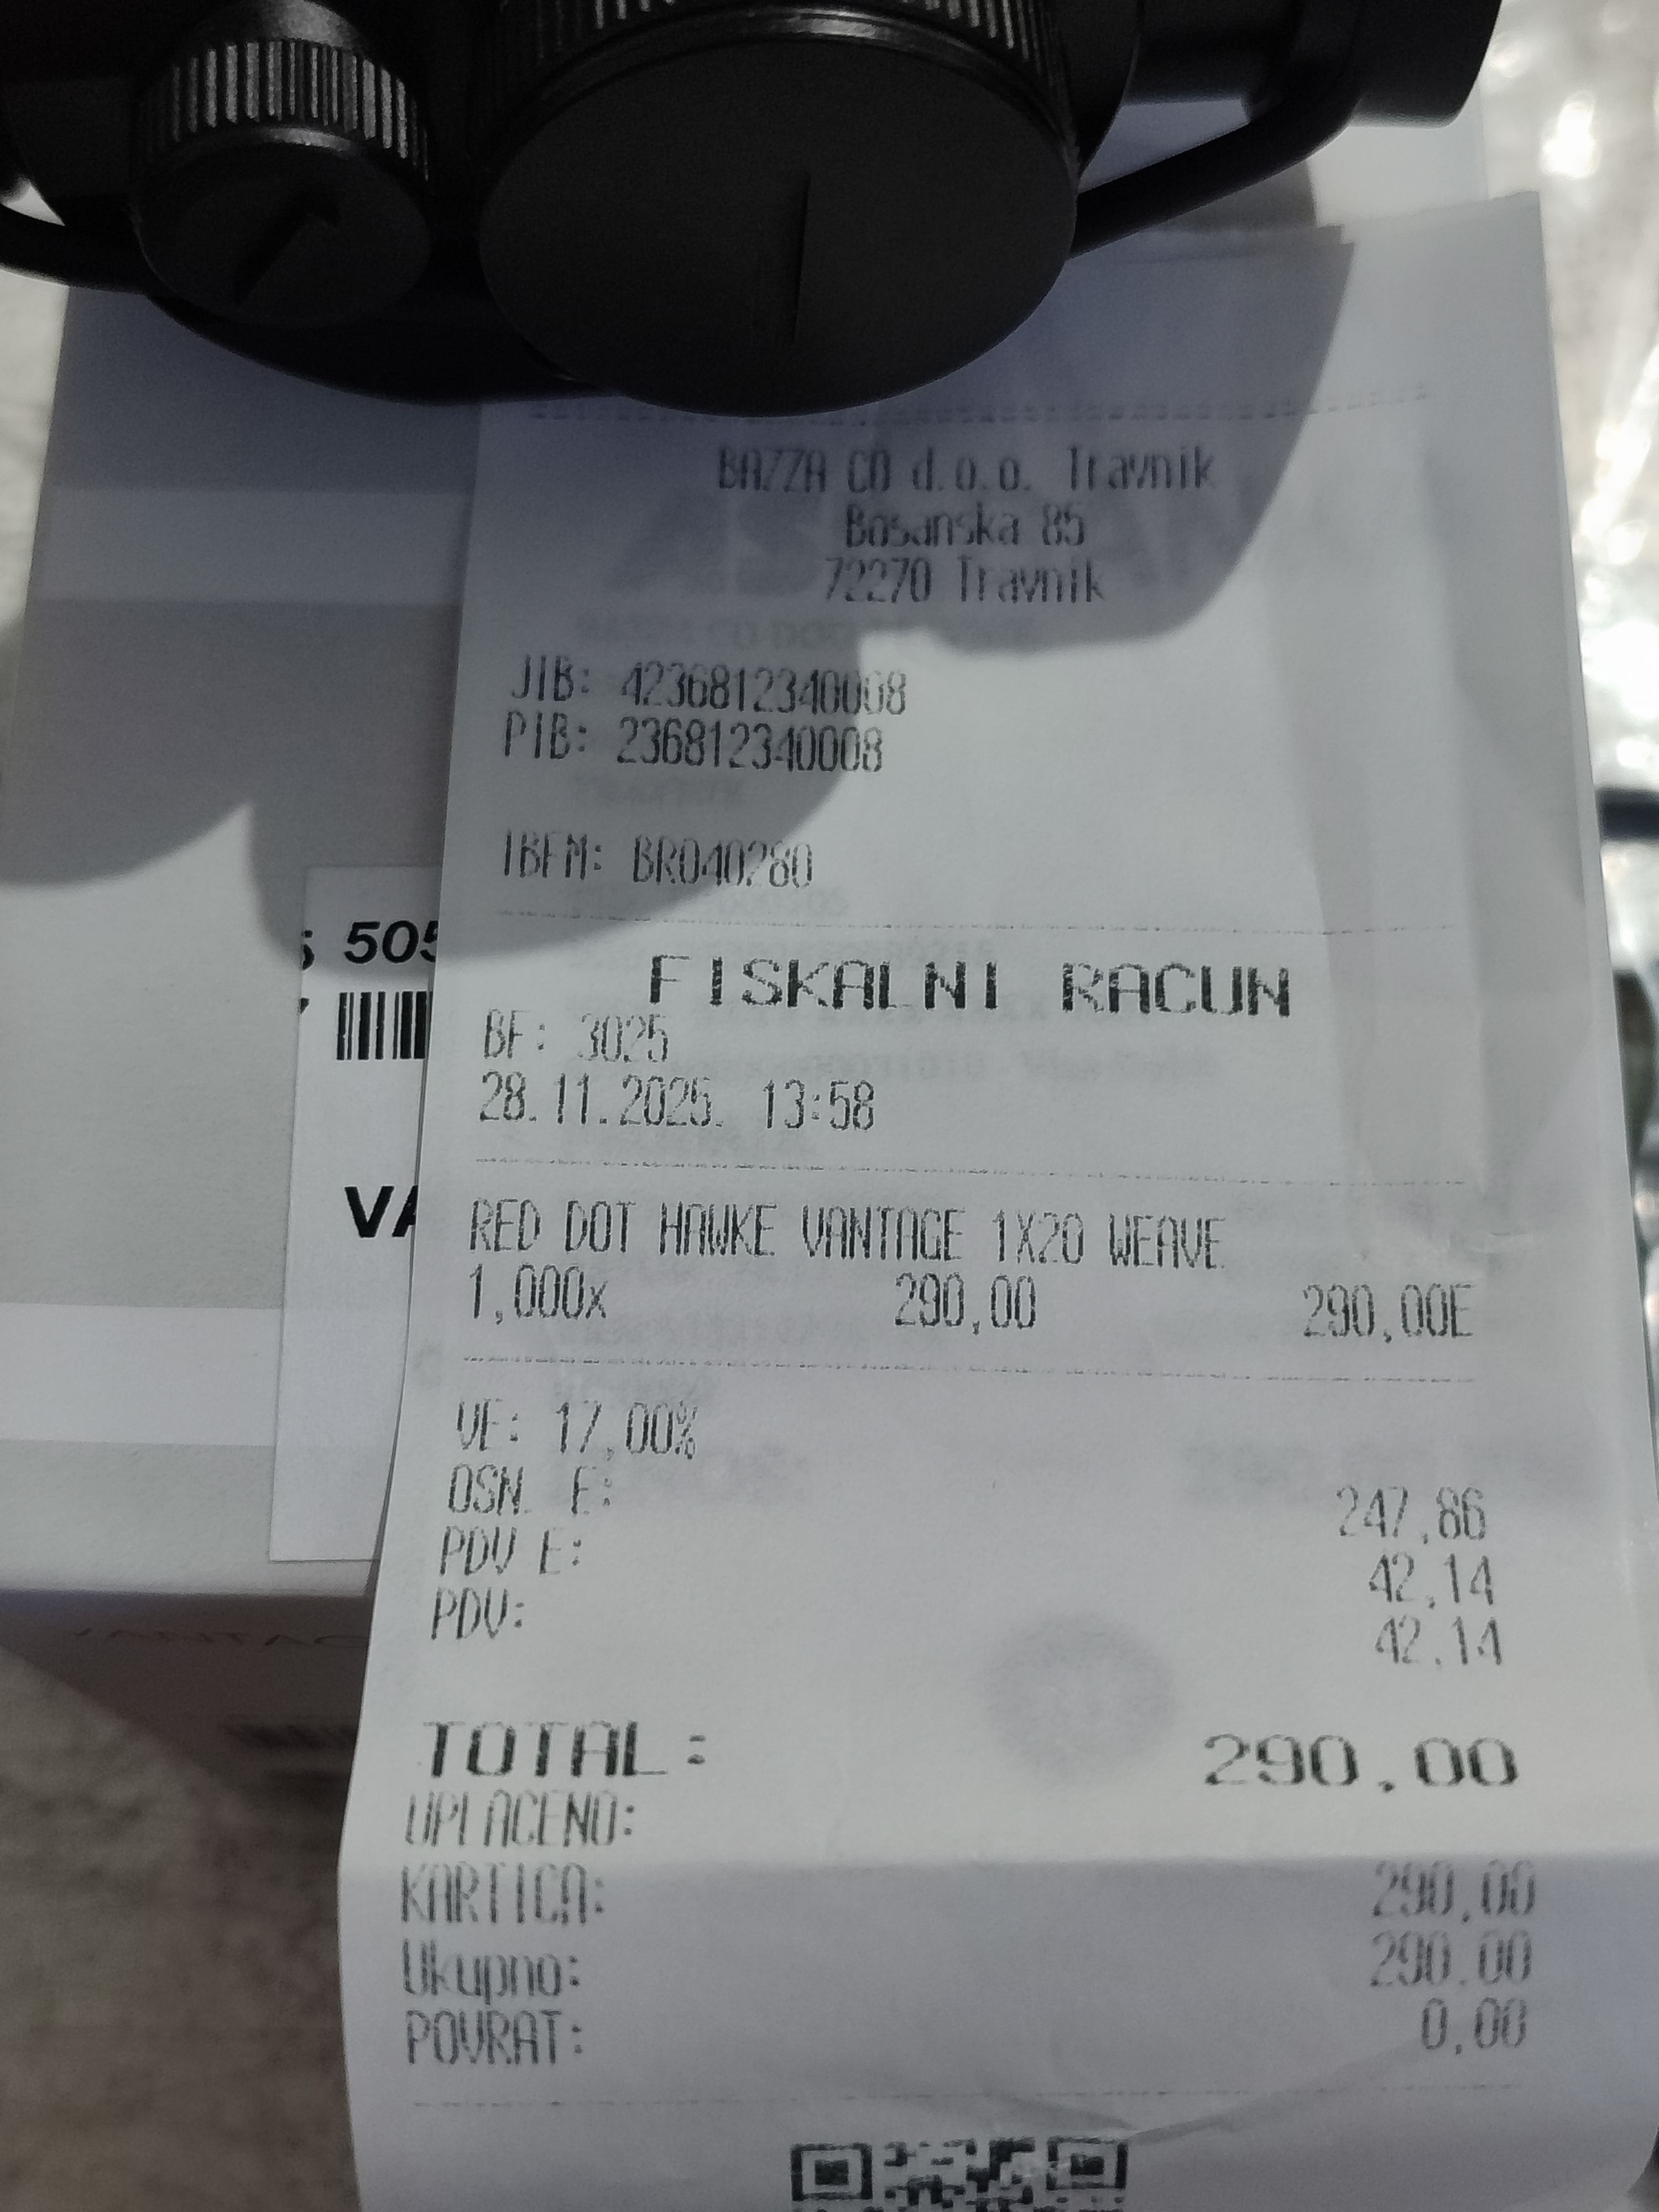 BAZZA CO d.o.o. Travnik
Bosanska 85
72270 Travnik
JIB: 4236812340008
PIB: 236812340008
IBFM: BR040280
FISKALNI RACUN
BF: 3025
28.11.2025. 13:58
RED DOT HAWKE VANTAGE 1X20 WEAVE
1,000x 290,00 290,00E
VE: 17,00%
OSN. E: 247,86
PDV E: 42,14
PDV: 42,14
TOTAL: 290,00
UPLACENO:
KARTICA: 290,00
Ukupno: 290,00
POVRAT: 0,00
505
VA